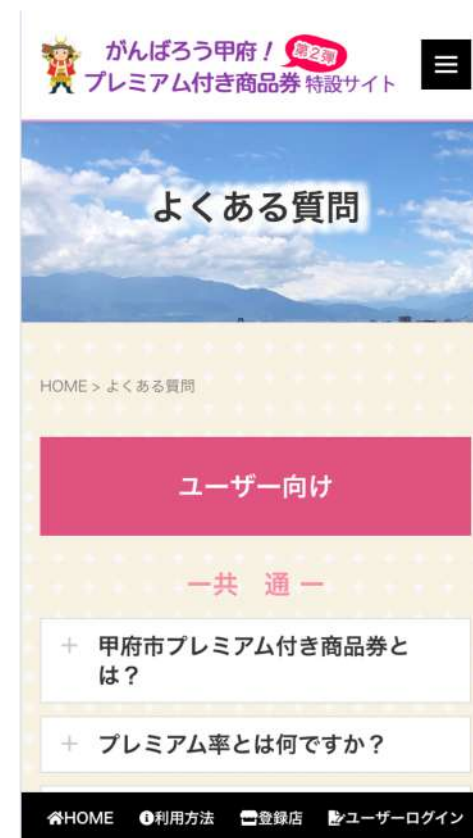 がんばろう甲府！ 第2弾
プレミアム付き商品券 特設サイト
よくある質問
HOME > よくある質問
ユーザー向け
ー共　通ー
甲府市プレミアム付き商品券と
は？
プレミアム率とは何ですか？
HOME 利用方法 登録店 ユーザーログイン